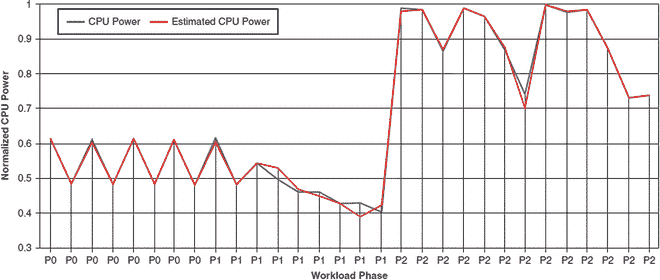 1
CPU Power
Estimated CPU Power
0.9
0.8
0.7
0.6
0.5
0.4
0.3
Normalized CPU Power
P0 P0 P0 P0 P0 P0 P0 P0 P1 P1 P1 P1 P1 P1 P1 P1 P1 P2 P2 P2 P2 P2 P2 P2 P2 P2 P2 P2 P2 P2
Workload Phase